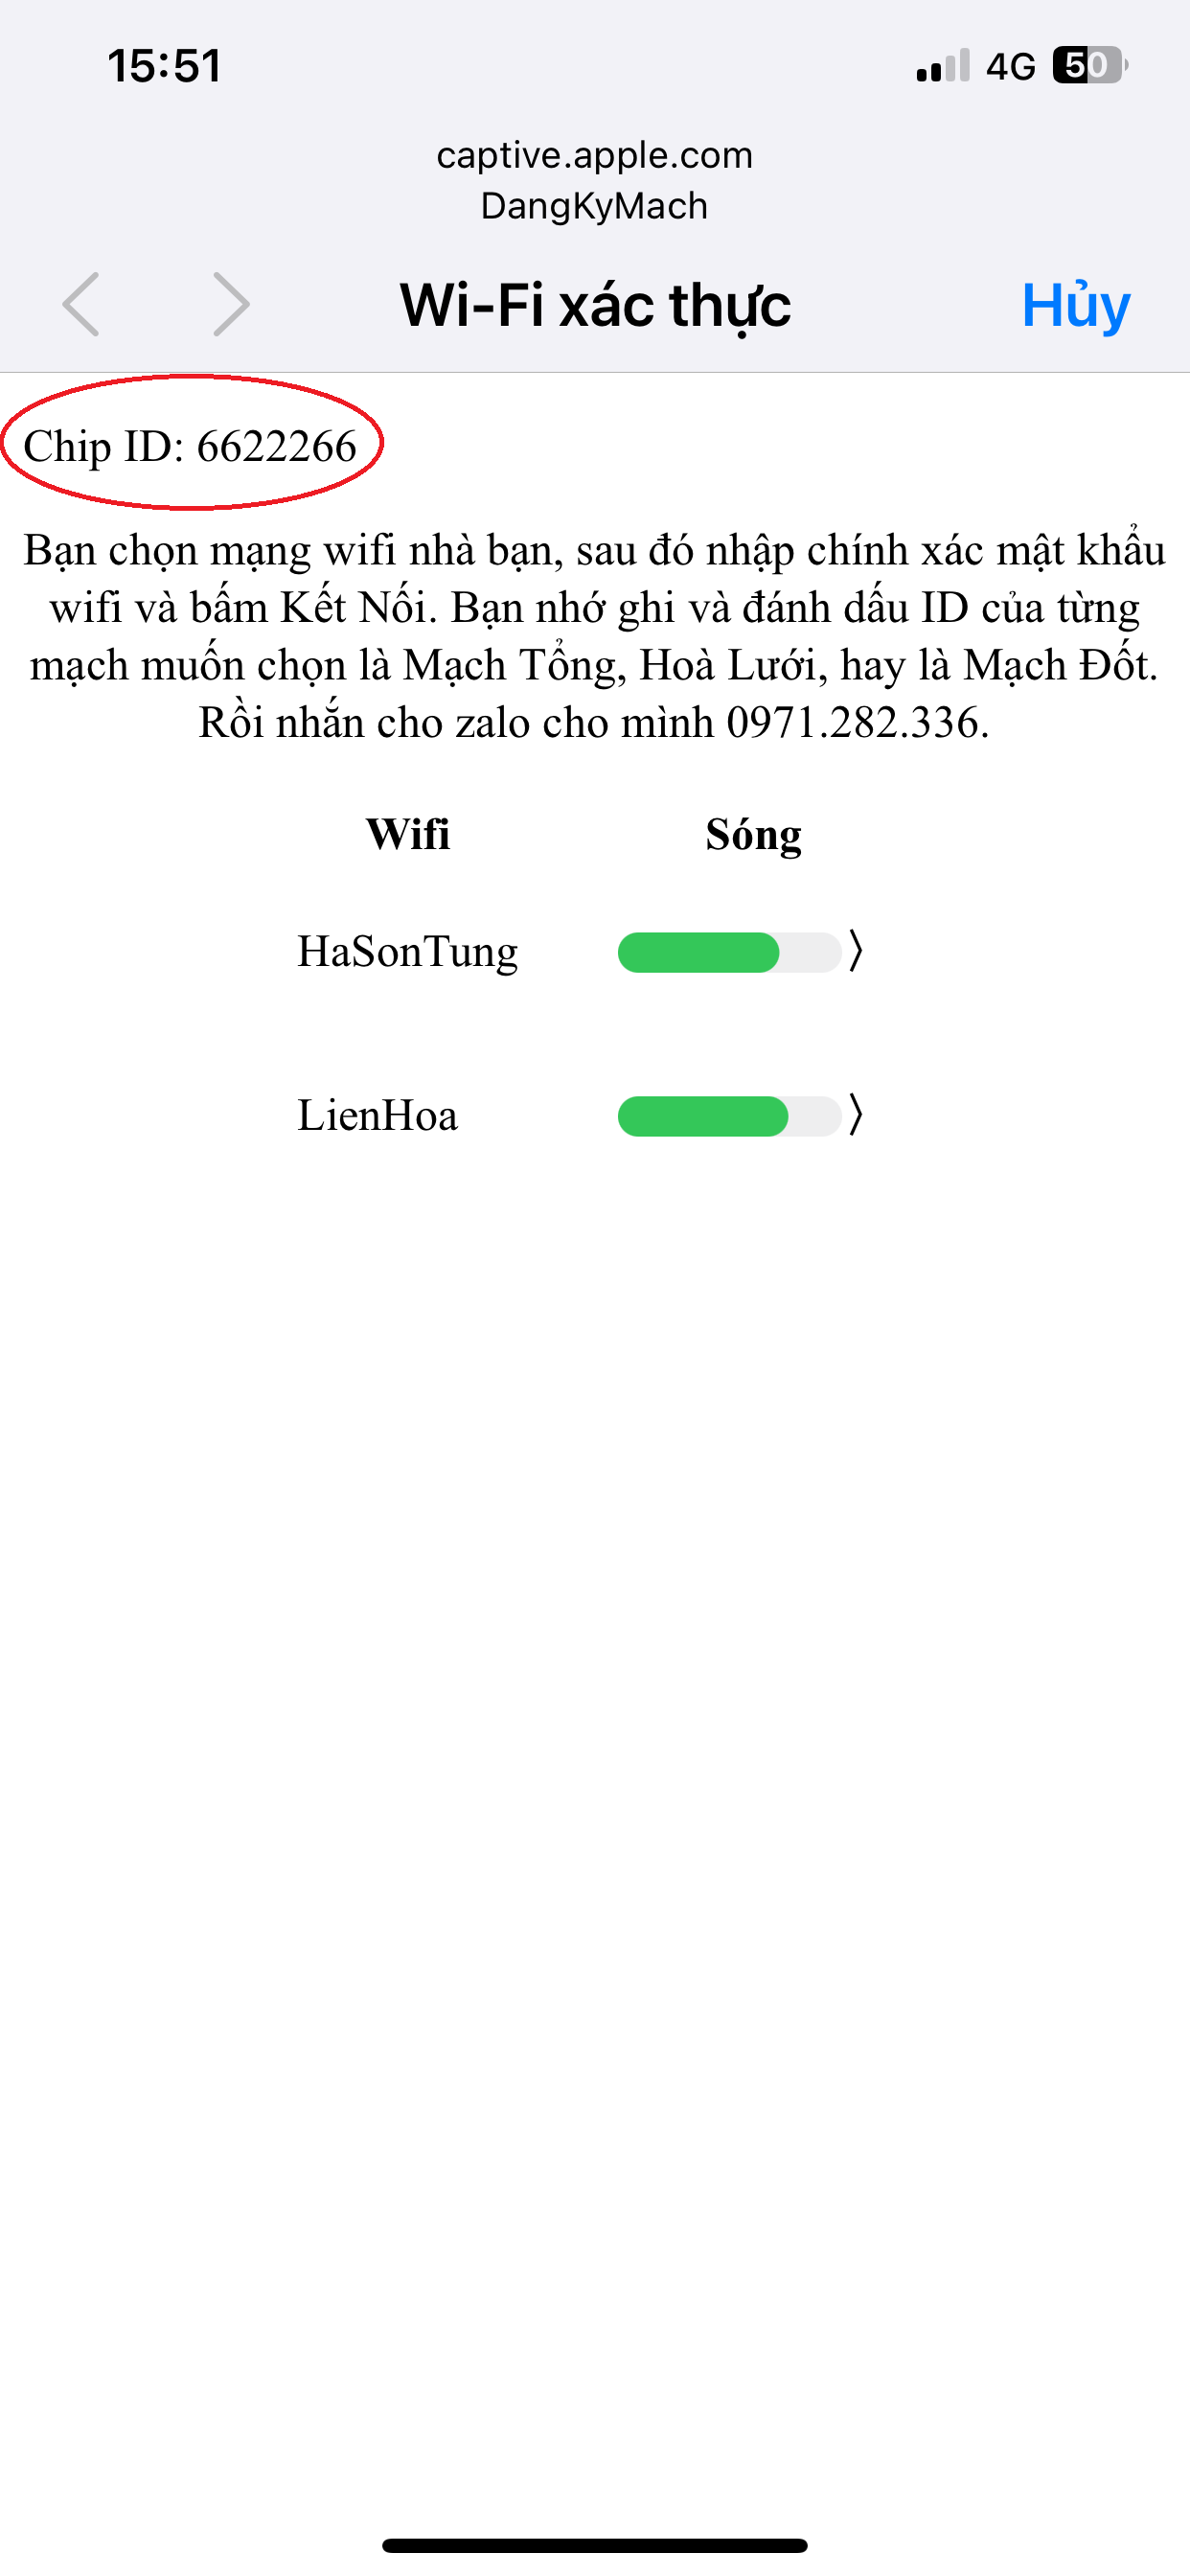 15:51
4G 50
captive.apple.com
DangKyMach
Wi-Fi xác thực
Hủy
Chip ID: 6622266
Bạn chọn mạng wifi nhà bạn, sau đó nhập chính xác mật khẩu
wifi và bấm Kết Nối. Bạn nhớ ghi và đánh dấu ID của từng
mạch muốn chọn là Mạch Tổng, Hoà Lưới, hay là Mạch Đốt.
Rồi nhắn cho zalo cho mình 0971.282.336.
Wifi Sóng
HaSonTung
LienHoa